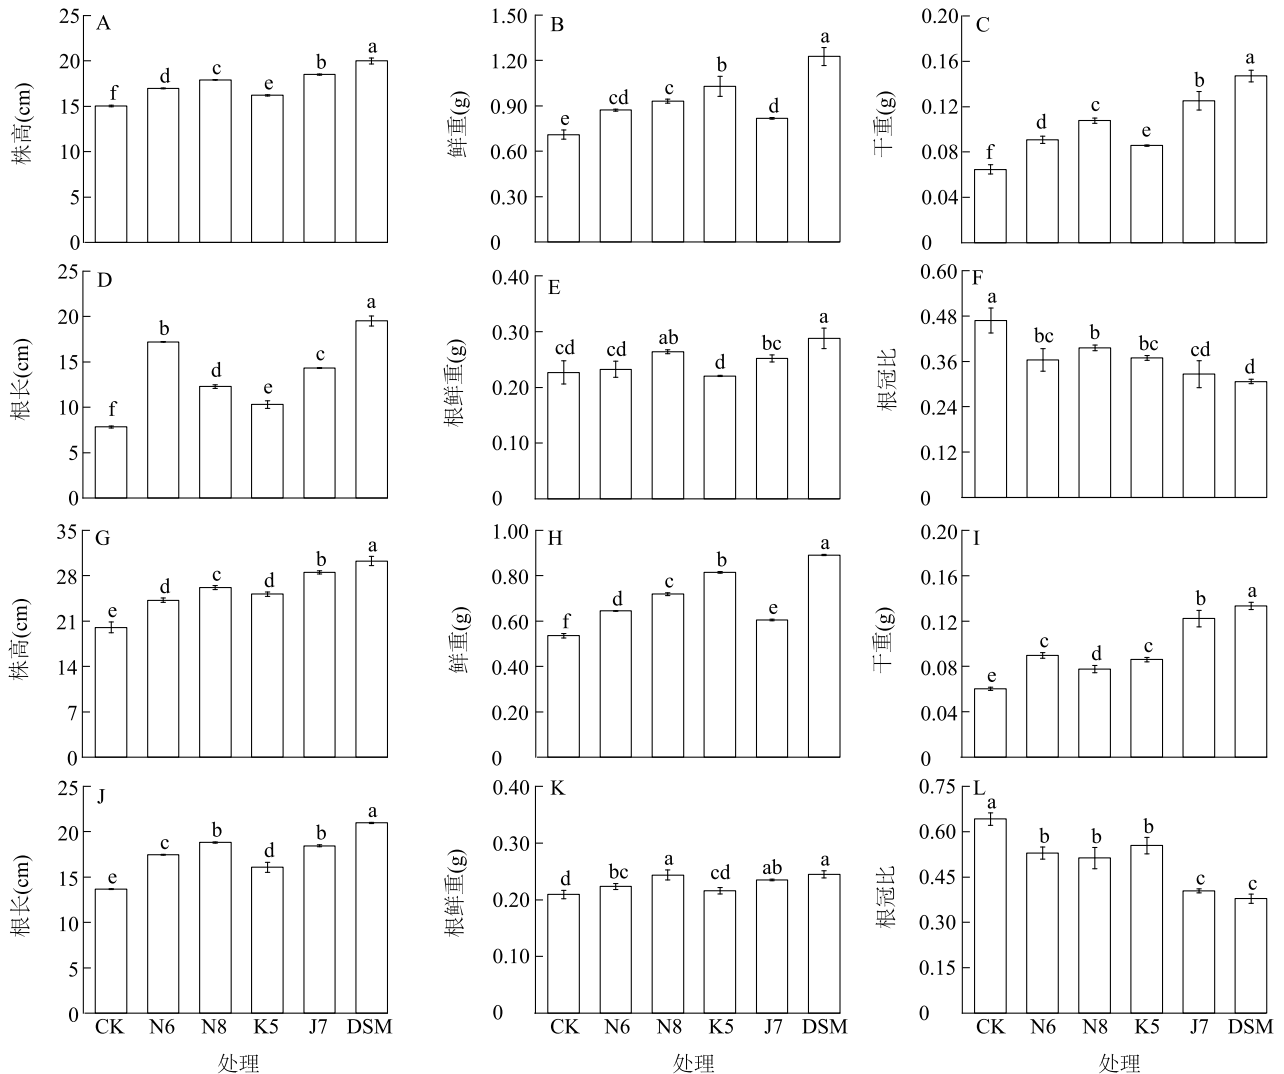 A
株高(cm)
25
20
15
10
5
0
f
d
c
e
b
a
B
鲜重(g)
1.50
1.20
0.90
0.60
0.30
0
e
cd
c
b
d
a
C
干重(g)
0.20
0.16
0.12
0.08
0.04
0
f
d
c
e
b
a
D
根长(cm)
25
20
15
10
5
0
f
b
d
e
c
a
E
根鲜重(g)
0.40
0.30
0.20
0.10
0
cd
cd
ab
d
bc
a
F
根冠比
0.60
0.48
0.36
0.24
0.12
0
a
bc
b
bc
cd
d
G
株高(cm)
35
28
21
14
7
0
e
d
c
d
b
a
H
鲜重(g)
1.00
0.80
0.60
0.40
0.20
0
f
d
c
b
e
a
I
干重(g)
0.20
0.16
0.12
0.08
0.04
0
e
c
d
c
b
a
J
根长(cm)
25
20
15
10
5
0
e
c
b
d
b
a
CK N6 N8 K5 J7 DSM
处理
K
根鲜重(g)
0.40
0.30
0.20
0.10
0
d
bc
a
cd
ab
a
CK N6 N8 K5 J7 DSM
处理
L
根冠比
0.75
0.60
0.45
0.30
0.15
0
a
b
b
b
c
c
CK N6 N8 K5 J7 DSM
处理